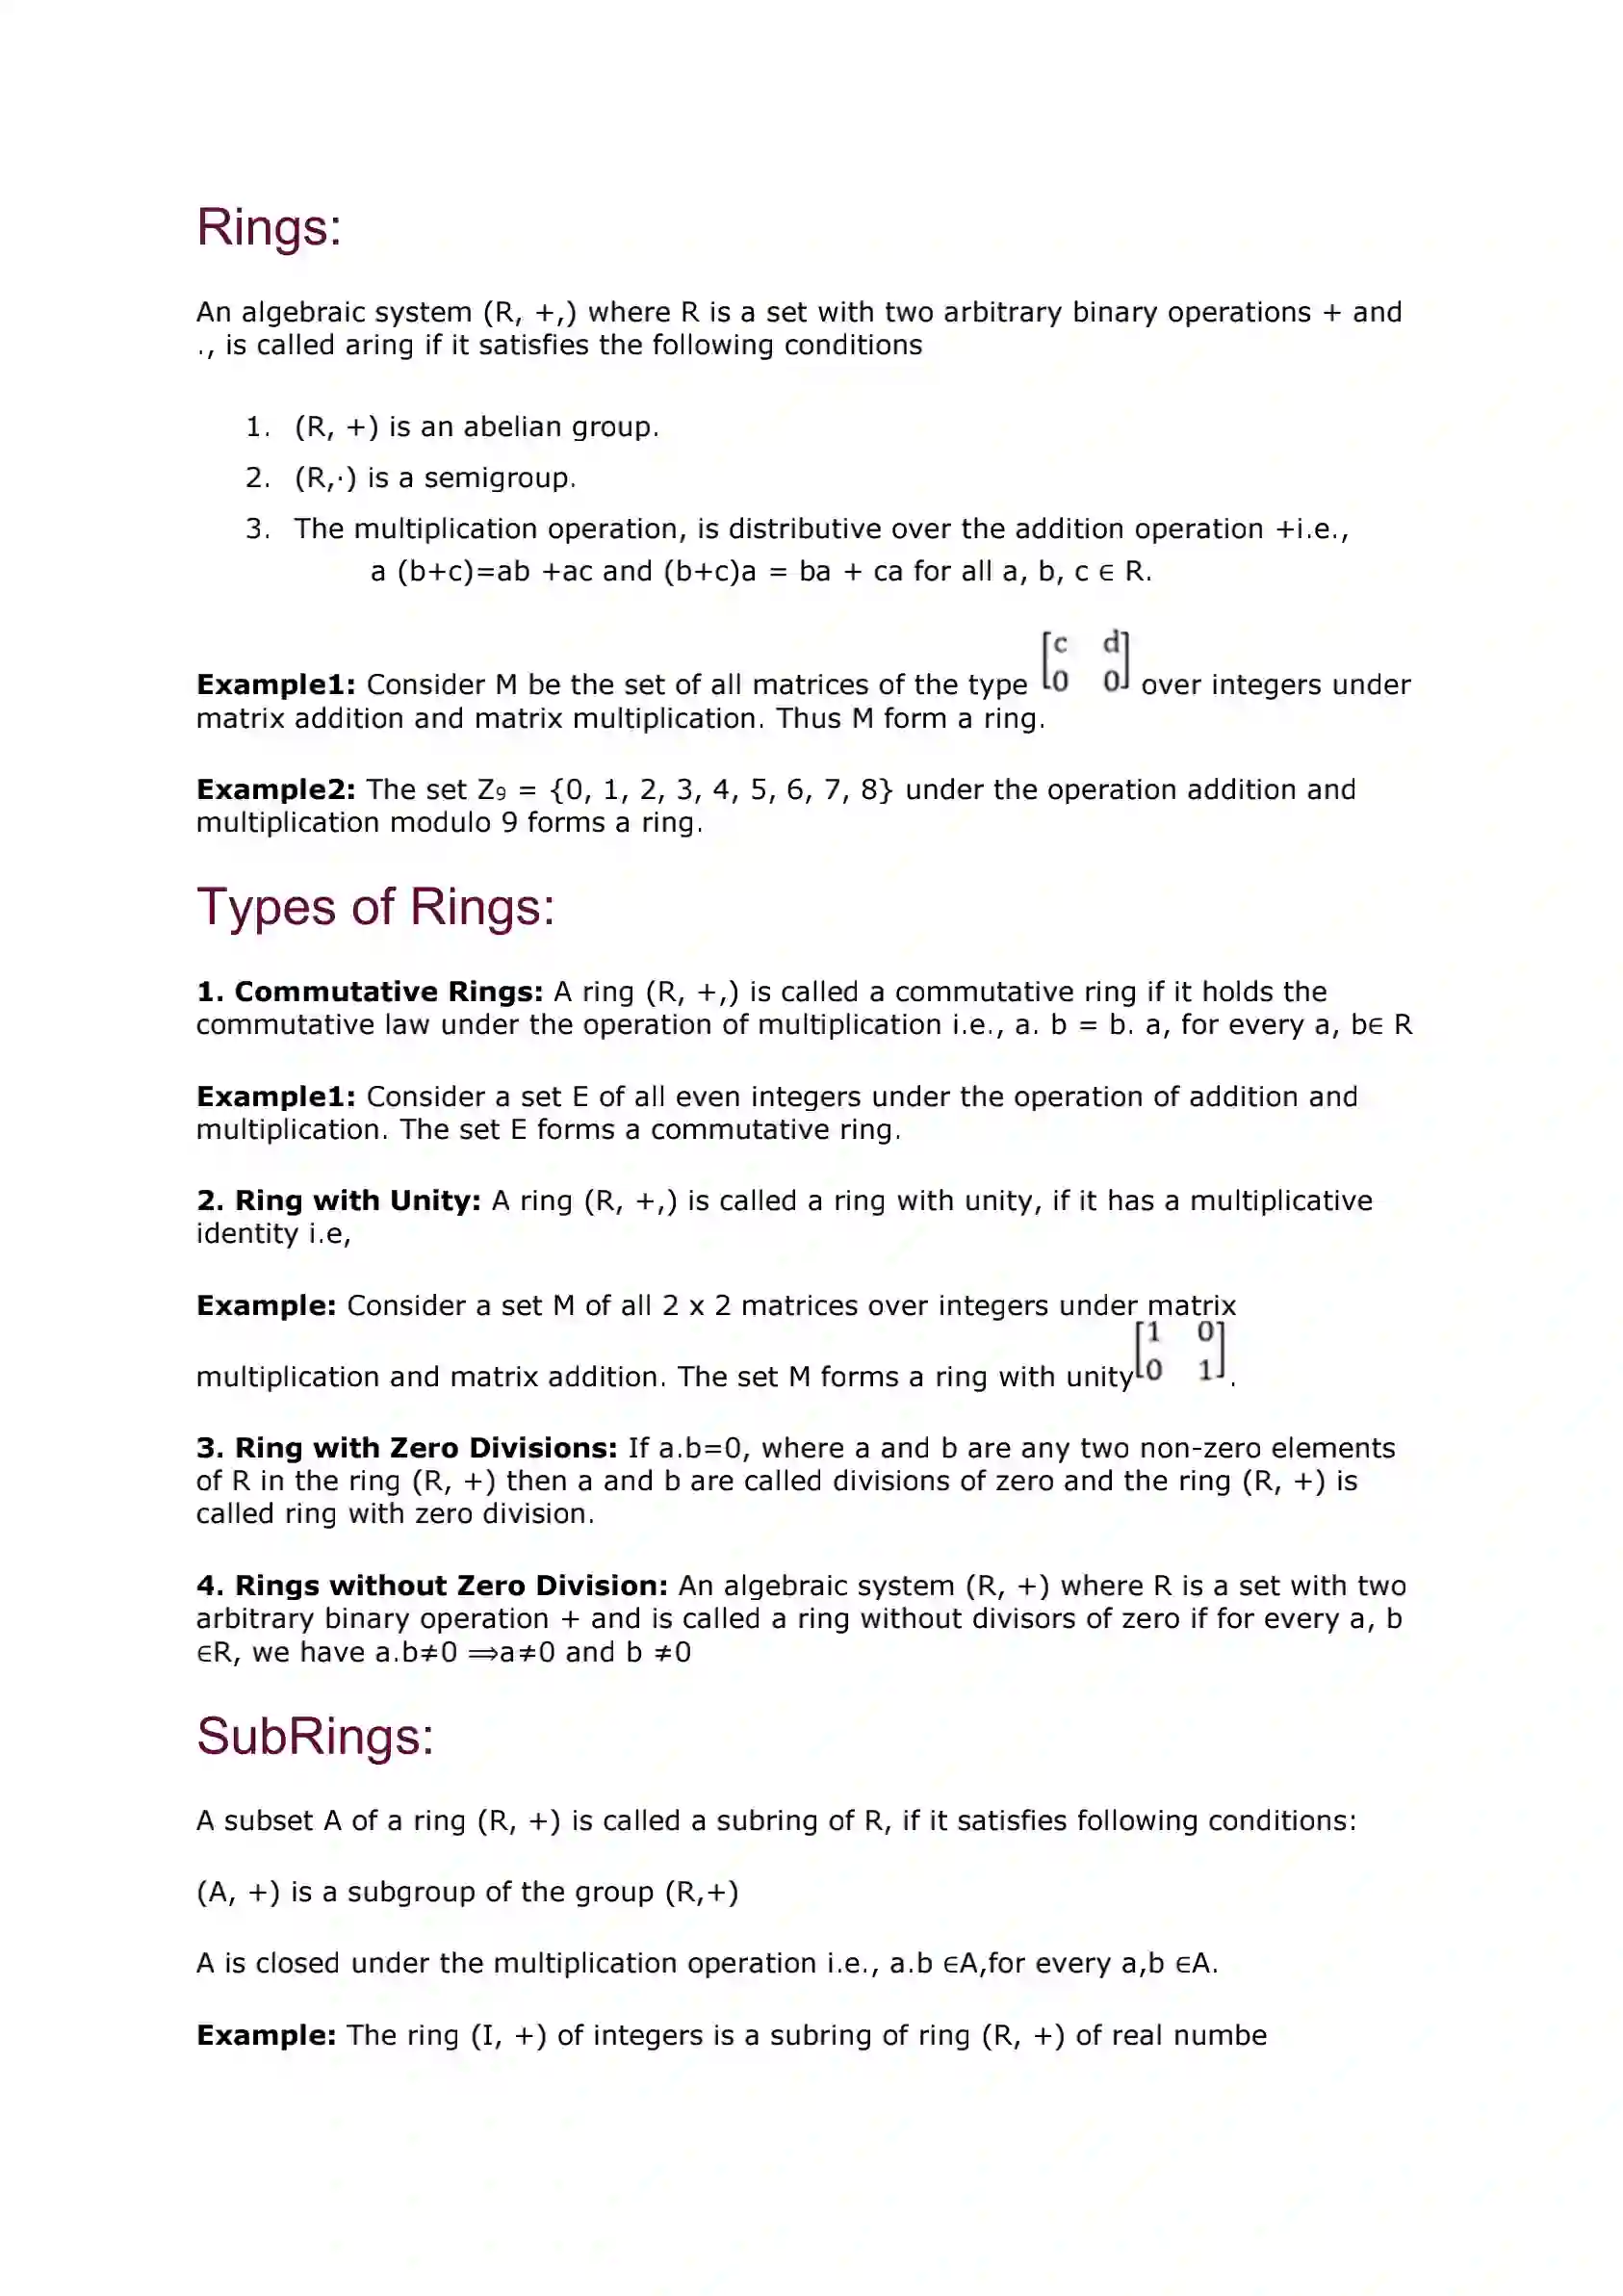 Rings:
An algebraic system (R, +,) where R is a set with two arbitrary binary operations + and
., is called aring if it satisfies the following conditions
1. (R, +) is an abelian group.
2. (R,·) is a semigroup.
3. The multiplication operation, is distributive over the addition operation +i.e.,
a (b+c)=ab +ac and (b+c)a = ba + ca for all a, b, c ∈ R.
Example1: Consider M be the set of all matrices of the type [c d 0 0] over integers under
matrix addition and matrix multiplication. Thus M form a ring.
Example2: The set Z₉ = {0, 1, 2, 3, 4, 5, 6, 7, 8} under the operation addition and
multiplication modulo 9 forms a ring.
Types of Rings:
1. Commutative Rings: A ring (R, +,) is called a commutative ring if it holds the
commutative law under the operation of multiplication i.e., a. b = b. a, for every a, b∈ R
Example1: Consider a set E of all even integers under the operation of addition and
multiplication. The set E forms a commutative ring.
2. Ring with Unity: A ring (R, +,) is called a ring with unity, if it has a multiplicative
identity i.e,
Example: Consider a set M of all 2 x 2 matrices over integers under matrix
multiplication and matrix addition. The set M forms a ring with unity[1 0 0 1].
3. Ring with Zero Divisions: If a.b=0, where a and b are any two non-zero elements
of R in the ring (R, +) then a and b are called divisions of zero and the ring (R, +) is
called ring with zero division.
4. Rings without Zero Division: An algebraic system (R, +) where R is a set with two
arbitrary binary operation + and is called a ring without divisors of zero if for every a, b
∈R, we have a.b≠0 ⟹a≠0 and b ≠0
SubRings:
A subset A of a ring (R, +) is called a subring of R, if it satisfies following conditions:
(A, +) is a subgroup of the group (R,+)
A is closed under the multiplication operation i.e., a.b ∈A,for every a,b ∈A.
Example: The ring (I, +) of integers is a subring of ring (R, +) of real numbe